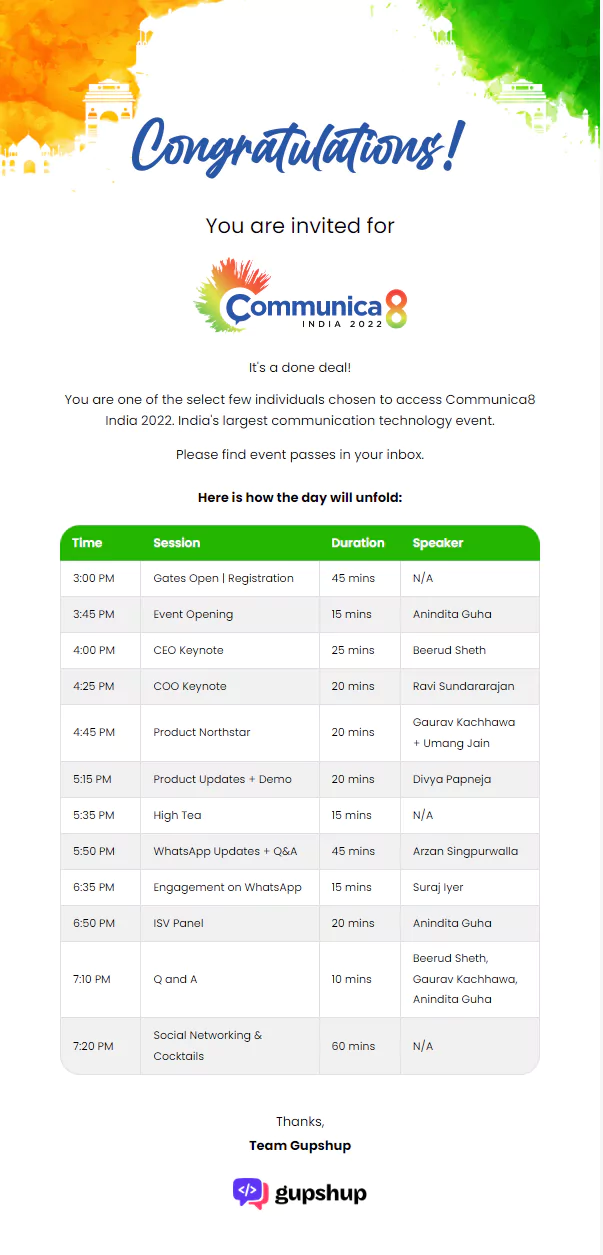 Congratulations!
You are invited for
Communica8
INDIA 2022
It's a done deal!
You are one of the select few individuals chosen to access Communica8
India 2022. India's largest communication technology event.
Please find event passes in your inbox.
Here is how the day will unfold:
Time Session Duration Speaker
3:00 PM Gates Open | Registration 45 mins N/A
3:45 PM Event Opening 15 mins Anindita Guha
4:00 PM CEO Keynote 25 mins Beerud Sheth
4:25 PM COO Keynote 20 mins Ravi Sundararajan
4:45 PM Product Northstar 20 mins Gaurav Kachhawa
+ Umang Jain
5:15 PM Product Updates + Demo 20 mins Divya Papneja
5:35 PM High Tea 15 mins N/A
5:50 PM WhatsApp Updates + Q&A 45 mins Arzan Singpurwalla
6:35 PM Engagement on WhatsApp 15 mins Suraj Iyer
6:50 PM ISV Panel 20 mins Anindita Guha
7:10 PM Q and A 10 mins Beerud Sheth,
Gaurav Kachhawa,
Anindita Guha
7:20 PM Social Networking & 60 mins N/A
Cocktails
Thanks,
Team Gupshup
</> gupshup